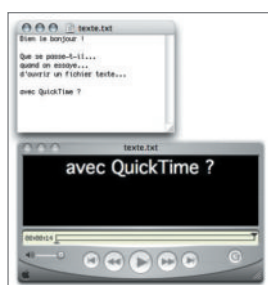 texte.txt
Bien le bonjour !
Que se passe-t-il...
quand on essaye...
d'ouvrir un fichier texte...
avec QuickTime ?
texte.txt
avec QuickTime ?
00:00:14